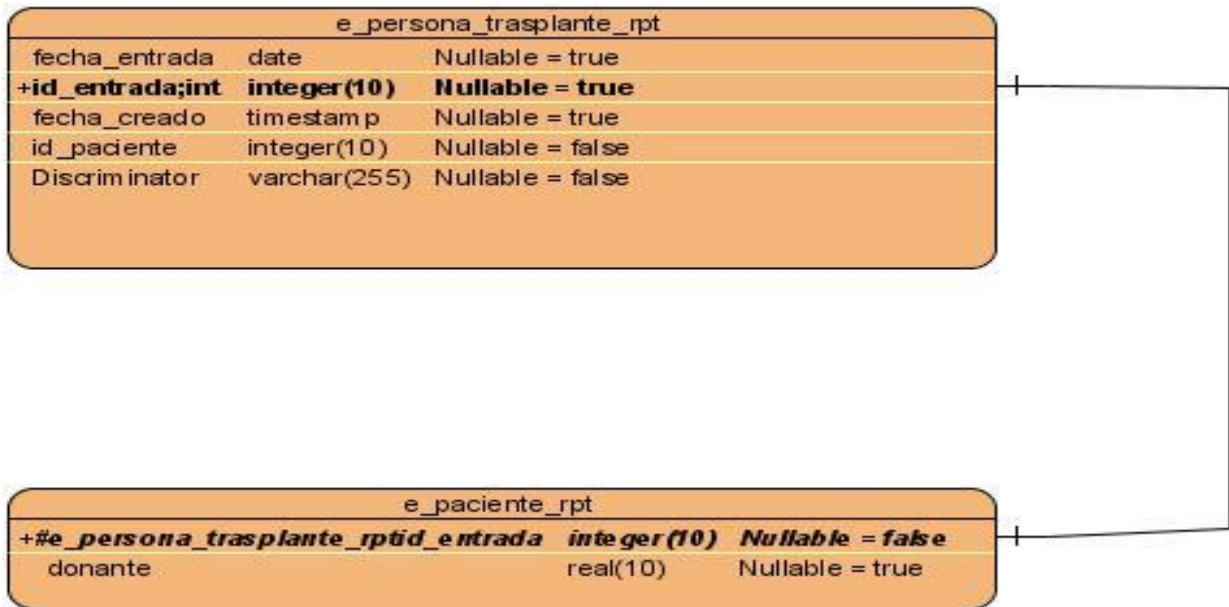 e_persona_trasplante_rpt
fecha_entrada date Nullable = true
+id_entrada;int integer(10) Nullable = true
fecha_creado timestamp Nullable = true
id_paciente integer(10) Nullable = false
Discriminator varchar(255) Nullable = false
e_paciente_rpt
+#e_persona_trasplante_rptid_entrada integer(10) Nullable = false
donante real(10) Nullable = true